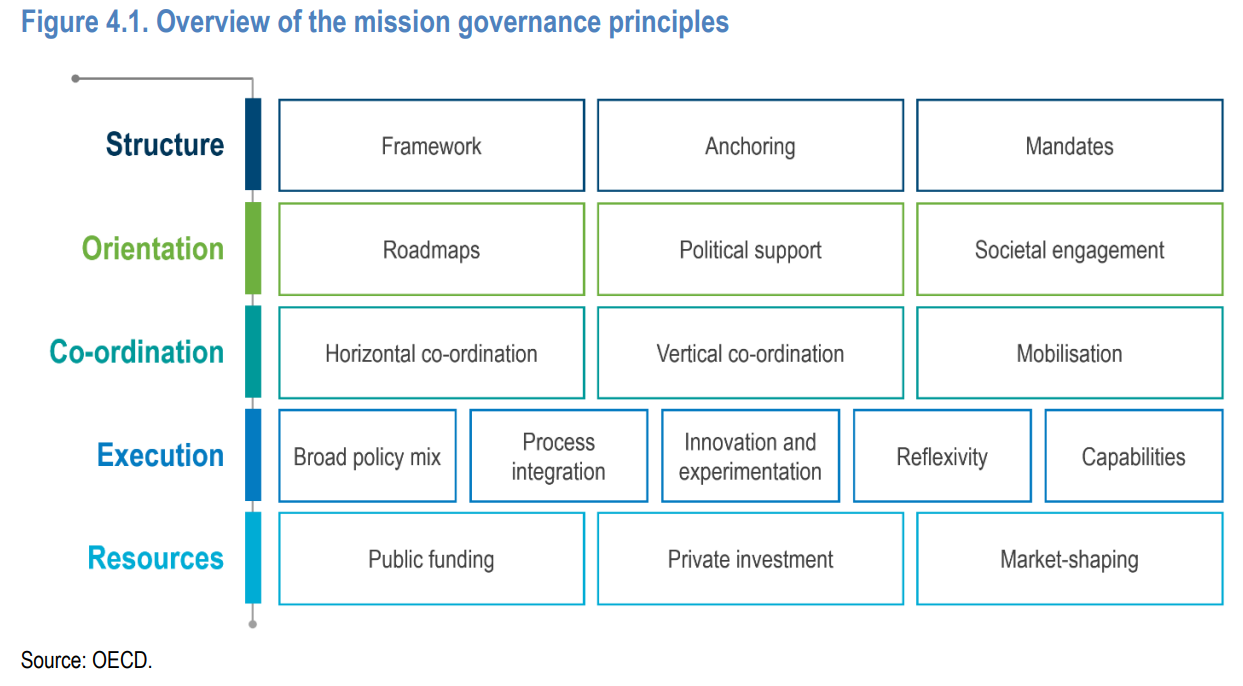 Figure 4.1. Overview of the mission governance principles
Structure
Framework
Anchoring
Mandates
Orientation
Roadmaps
Political support
Societal engagement
Co-ordination
Horizontal co-ordination
Vertical co-ordination
Mobilisation
Execution
Broad policy mix
Process
integration
Innovation and
experimentation
Reflexivity
Capabilities
Resources
Public funding
Private investment
Market-shaping
Source: OECD.